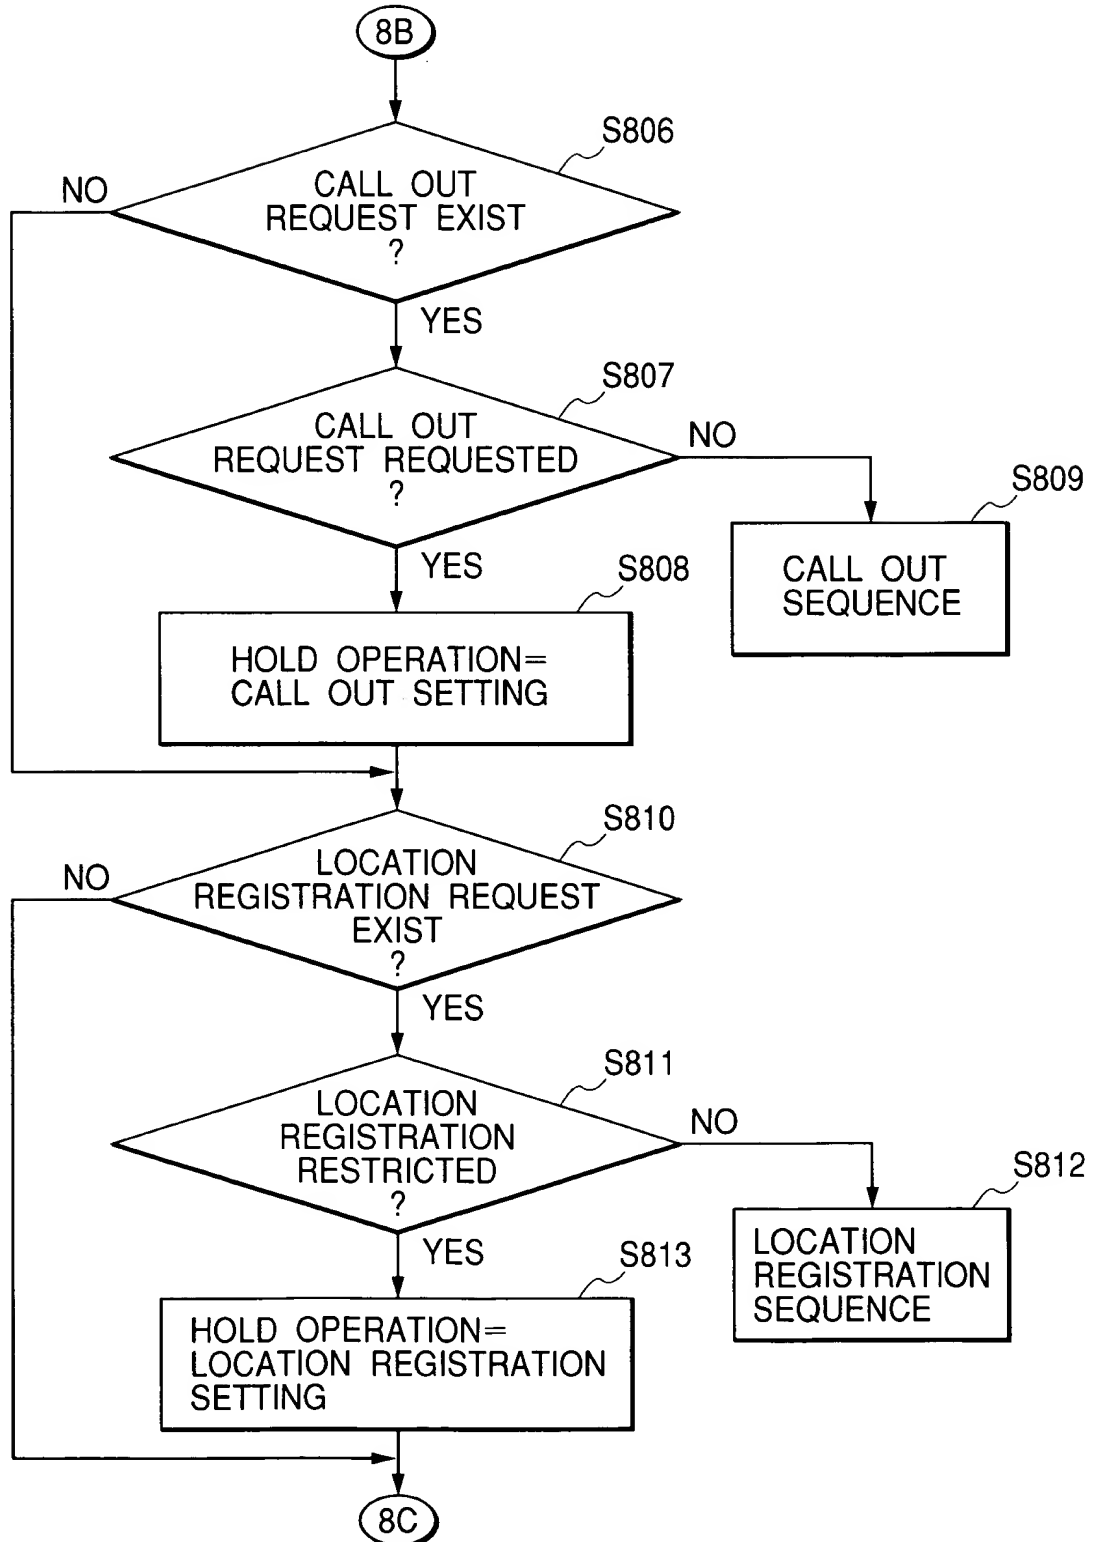 8B
S806
NO
CALL OUT
REQUEST EXIST
?
YES
S807
CALL OUT
REQUEST REQUESTED
?
NO
S809
YES
CALL OUT
SEQUENCE
S808
HOLD OPERATION=
CALL OUT SETTING
S810
NO
LOCATION
REGISTRATION REQUEST
EXIST
?
YES
S811
LOCATION
REGISTRATION
RESTRICTED
?
NO
S812
YES
LOCATION
REGISTRATION
SEQUENCE
S813
HOLD OPERATION=
LOCATION REGISTRATION
SETTING
8C